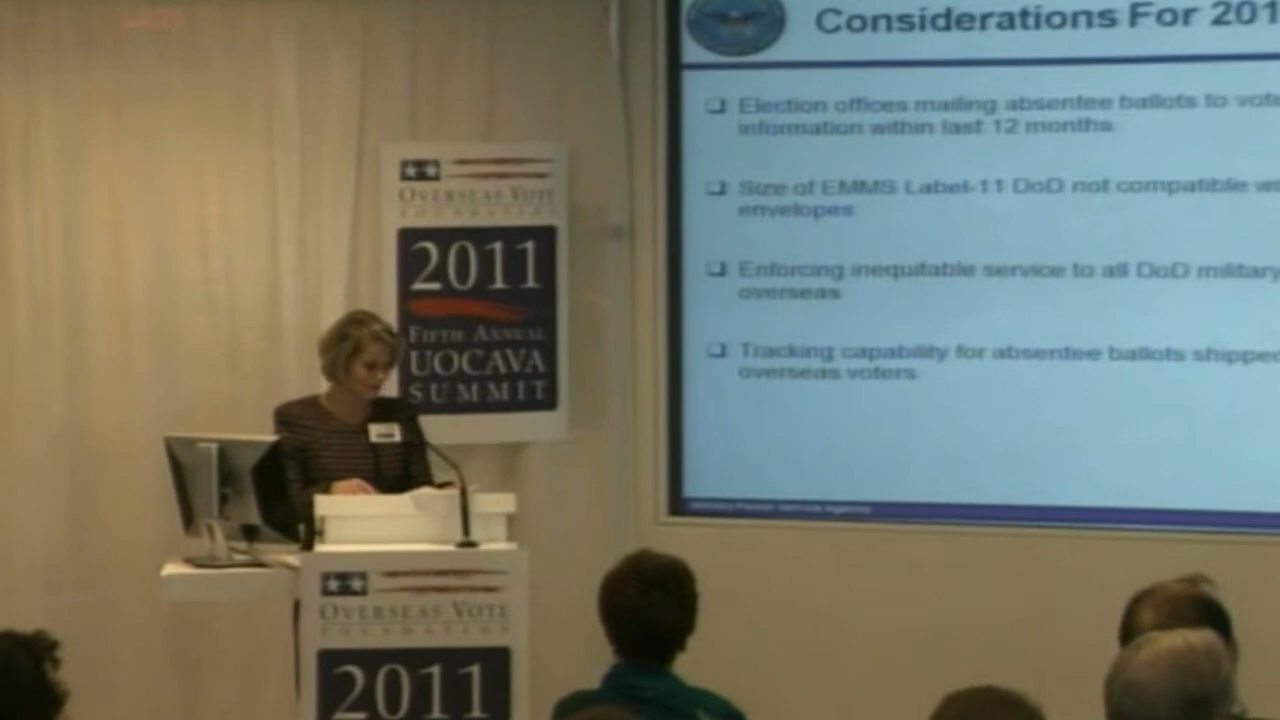 Considerations For 201
Election offices mailing absentee ballots to vote
information within last 12 months
Size of EMMS Label-11 DoD not compatible w
envelopes
Enforcing inequitable service to all DoD military
overseas
Tracking capability for absentee ballots shipped
overseas voters
OVERSEAS VOTE
FOUNDATION
2011
FIFTH ANNUAL
UOCAVA
SUMMIT
OVERSEAS VOTE
FOUNDATION
2011